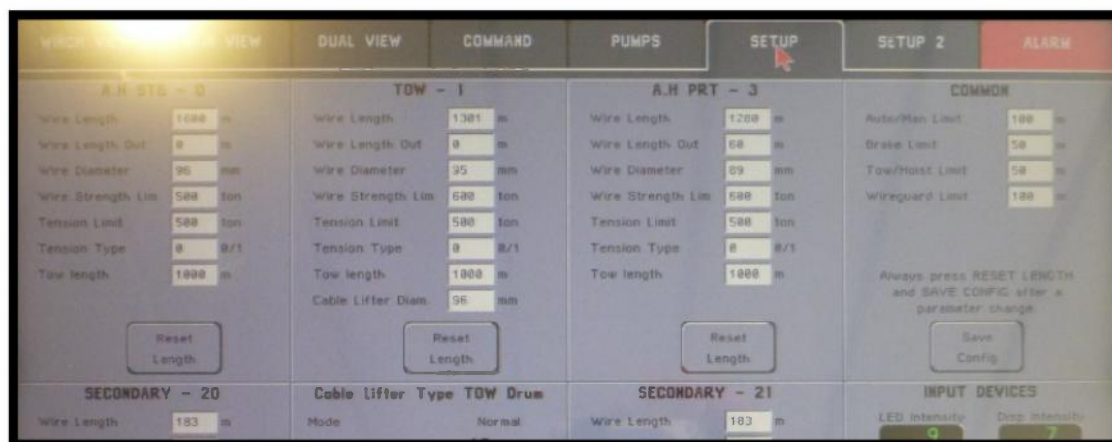 VIEW
DUAL VIEW
COMMAND
PUMPS
SETUP
SETUP 2
ALARM
A.H STB - 0
Wire Length m
Wire Length Out 0 m
Wire Diameter 96 mm
Wire Strength Lim 500 ton
Tension Limit 500 ton
Tension Type 0 0/1
Tow length 1000 m
Reset
Length
TOW - 1
Wire Length 1301 m
Wire Length Out 0 m
Wire Diameter 95 mm
Wire Strength Lim 600 ton
Tension Limit 500 ton
Tension Type 0 0/1
Tow length 1000 m
Cable Lifter Diam. 96 mm
Reset
Length
A.H PRT - 3
Wire Length 1280 m
Wire Length Out 60 m
Wire Diameter 89 mm
Wire Strength Lim 600 ton
Tension Limit 500 ton
Tension Type 0 0/1
Tow length 1000 m
Reset
Length
COMMON
Auto/Man Limit 100 m
Brake Limit 50 m
Tow/Hoist Limit 50 m
Wireguard Limit 100 m
Always press RESET LENGTH
and SAVE CONFIG after a
parameter change.
Save
Config
SECONDARY - 20
Wire Length 183 m
Cable Lifter Type TOW Drum
Mode Normal
SECONDARY - 21
Wire Length 183 m
INPUT DEVICES
LED Intensity Disp Intensity
9 7